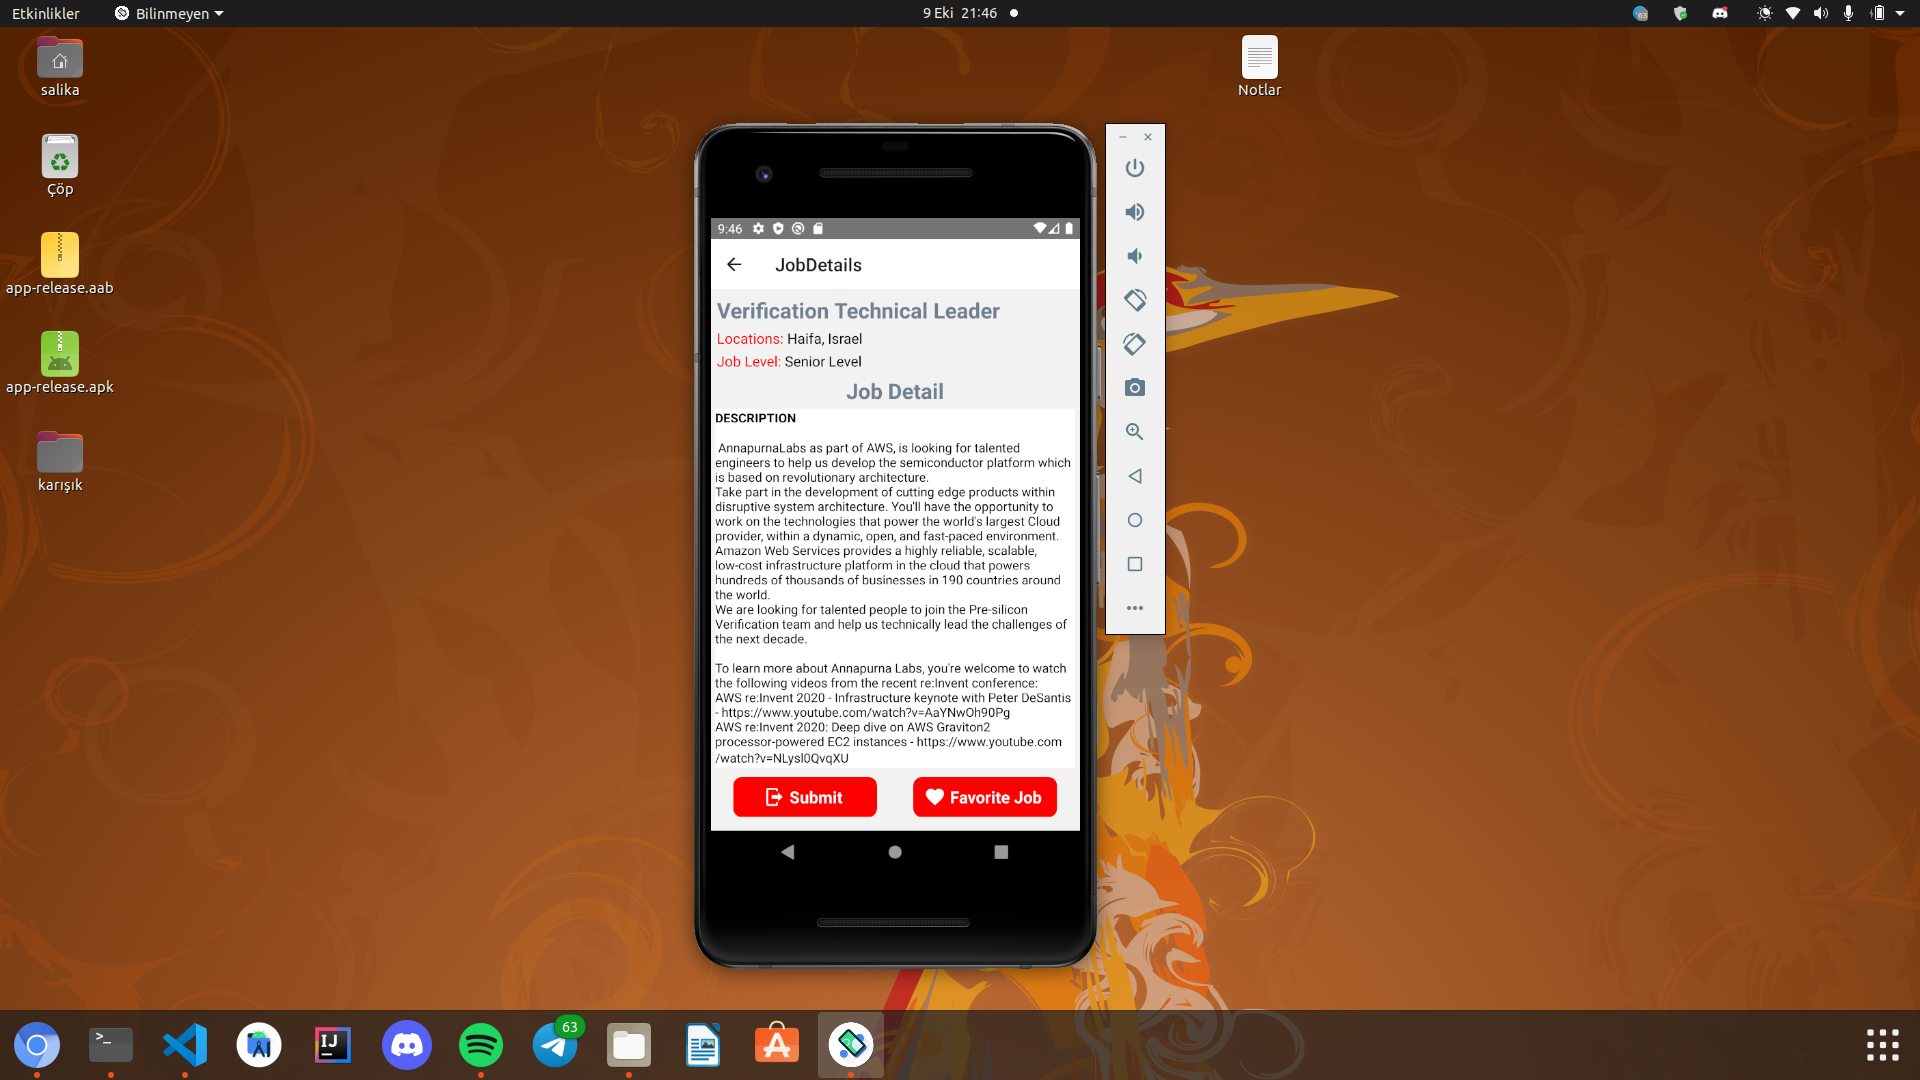 Etkinlikler
Bilinmeyen
9 Eki 21:46
63
salika
Çöp
app-release.aab
app-release.apk
karışık
Notlar
9:46
JobDetails
Verification Technical Leader
Locations: Haifa, Israel
Job Level: Senior Level
Job Detail
DESCRIPTION
AnnapurnaLabs as part of AWS, is looking for talented
engineers to help us develop the semiconductor platform which
is based on revolutionary architecture.
Take part in the development of cutting edge products within
disruptive system architecture. You'll have the opportunity to
work on the technologies that power the world's largest Cloud
provider, within a dynamic, open, and fast-paced environment.
Amazon Web Services provides a highly reliable, scalable,
low-cost infrastructure platform in the cloud that powers
hundreds of thousands of businesses in 190 countries around
the world.
We are looking for talented people to join the Pre-silicon
Verification team and help us technically lead the challenges of
the next decade.
To learn more about Annapurna Labs, you're welcome to watch
the following videos from the recent re:Invent conference:
AWS re:Invent 2020 - Infrastructure keynote with Peter DeSantis
- https://www.youtube.com/watch?v=AaYNwOh90Pg
AWS re:Invent 2020: Deep dive on AWS Graviton2
processor-powered EC2 instances - https://www.youtube.com
/watch?v=NLysl0QvqXU
Submit
Favorite Job
>_
IJ
63